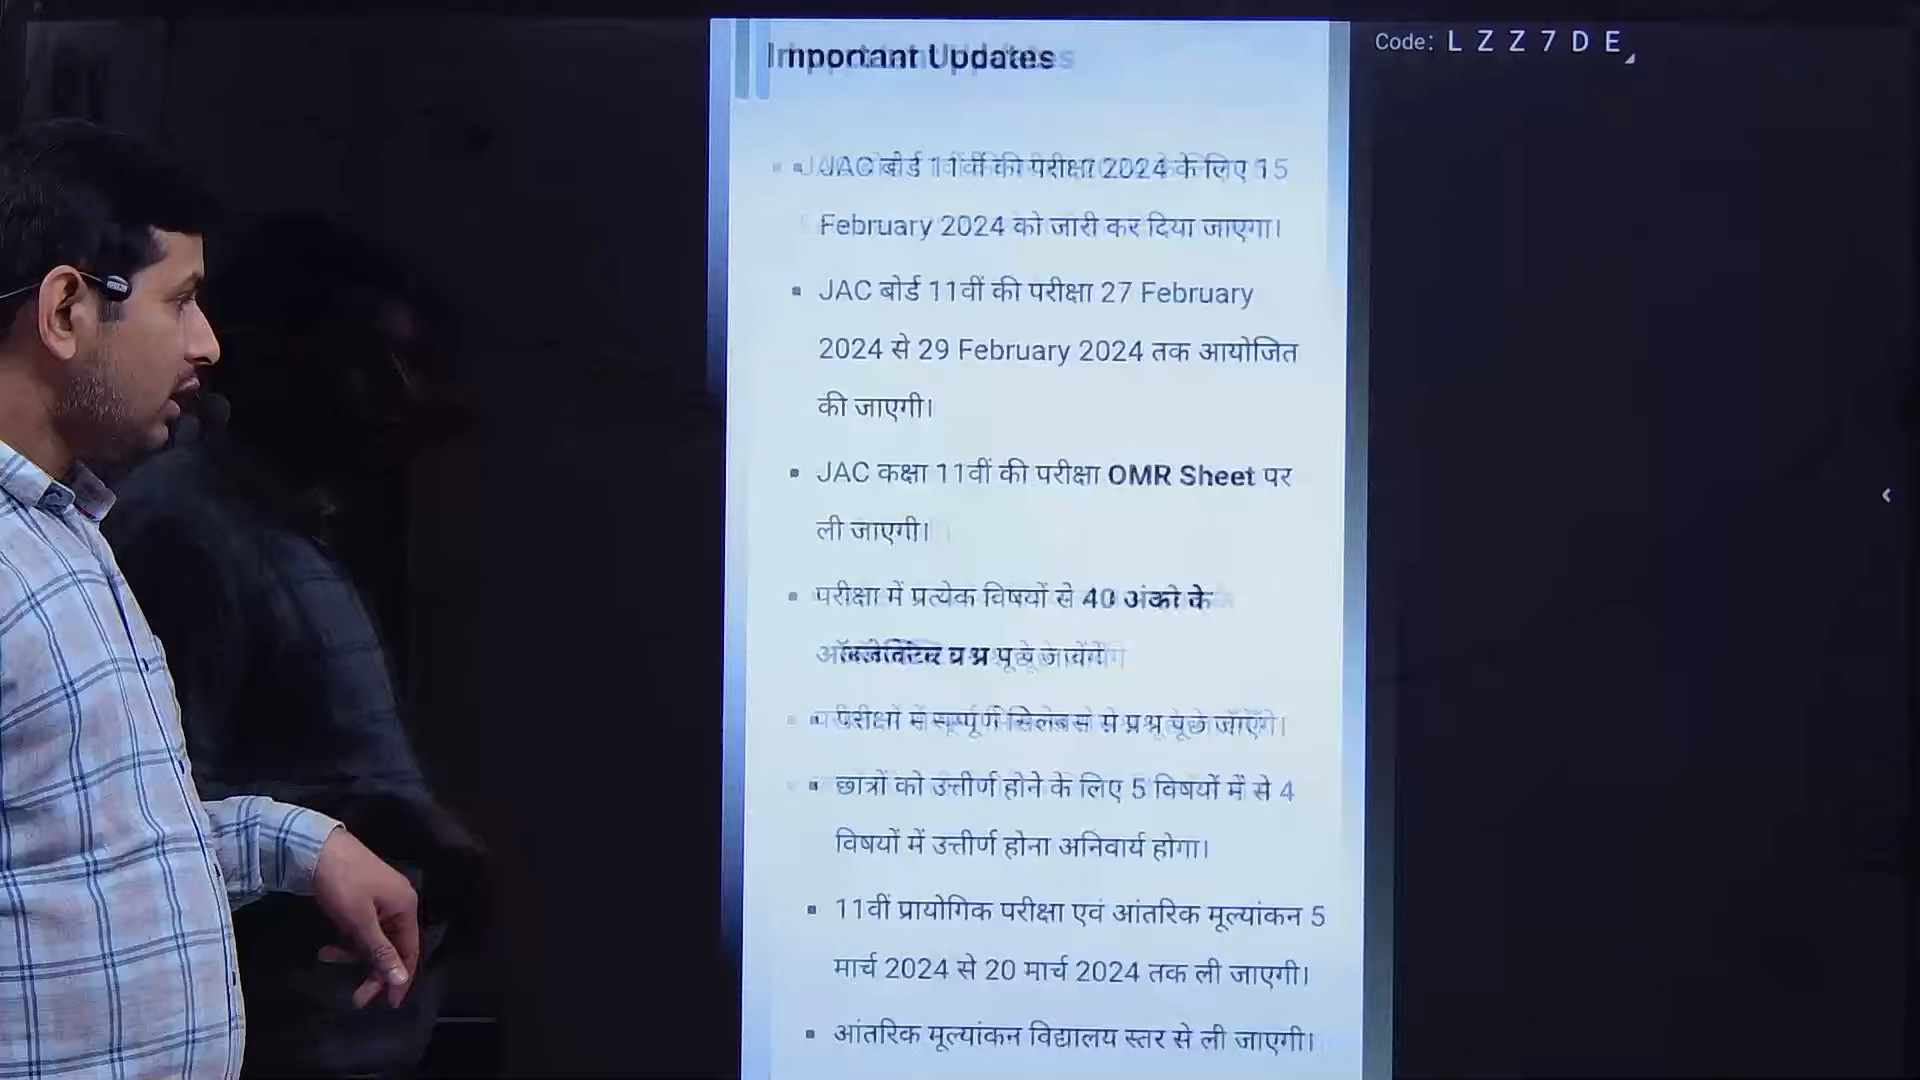 Important Updates
Code: LZZ7DE
JAC बोर्ड 11वीं की परीक्षा 2024 के लिए 15
February 2024 को जारी कर दिया जाएगा।
JAC बोर्ड 11वीं की परीक्षा 27 February
2024 से 29 February 2024 तक आयोजित
की जाएगी।
JAC कक्षा 11वीं की परीक्षा OMR Sheet पर
ली जाएगी।
परीक्षा में प्रत्येक विषयों से 40 अंको के
प्रश्न पूछे
परीक्षा में सम्पूर्ण सिलेबस से प्रश्न पूछे जाएँगे।
छात्रों को उत्तीर्ण होने के लिए 5 विषयों में से 4
विषयों में उत्तीर्ण होना अनिवार्य होगा।
11वीं प्रायोगिक परीक्षा एवं आंतरिक मूल्यांकन 5
मार्च 2024 से 20 मार्च 2024 तक ली जाएगी।
आंतरिक मूल्यांकन विद्यालय स्तर से ली जाएगी।